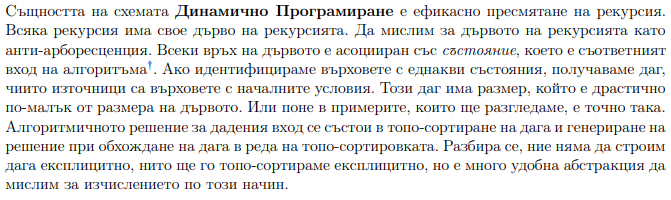 Същността на схемата Динамично Програмиране е ефикасно пресмятане на рекурсия.
Всяка рекурсия има свое дърво на рекурсията. Да мислим за дървото на рекурсията като
анти-арборесценция. Всеки връх на дървото е асоцииран със състояние, което е съответният
вход на алгоритъма†. Ако идентифицираме върховете с еднакви състояния, получаваме даг,
чиито източници са върховете с началните условия. Този даг има размер, който е драстично
по-малък от размера на дървото. Или поне в примерите, които ще разгледаме, е точно така.
Алгоритмичното решение за дадения вход се състои в топо-сортиране на дага и генериране на
решение при обхождане на дага в реда на топо-сортировката. Разбира се, ние няма да строим
дага експлицитно, нито ще го топо-сортираме експлицитно, но е много удобна абстракция да
мислим за изчислението по този начин.